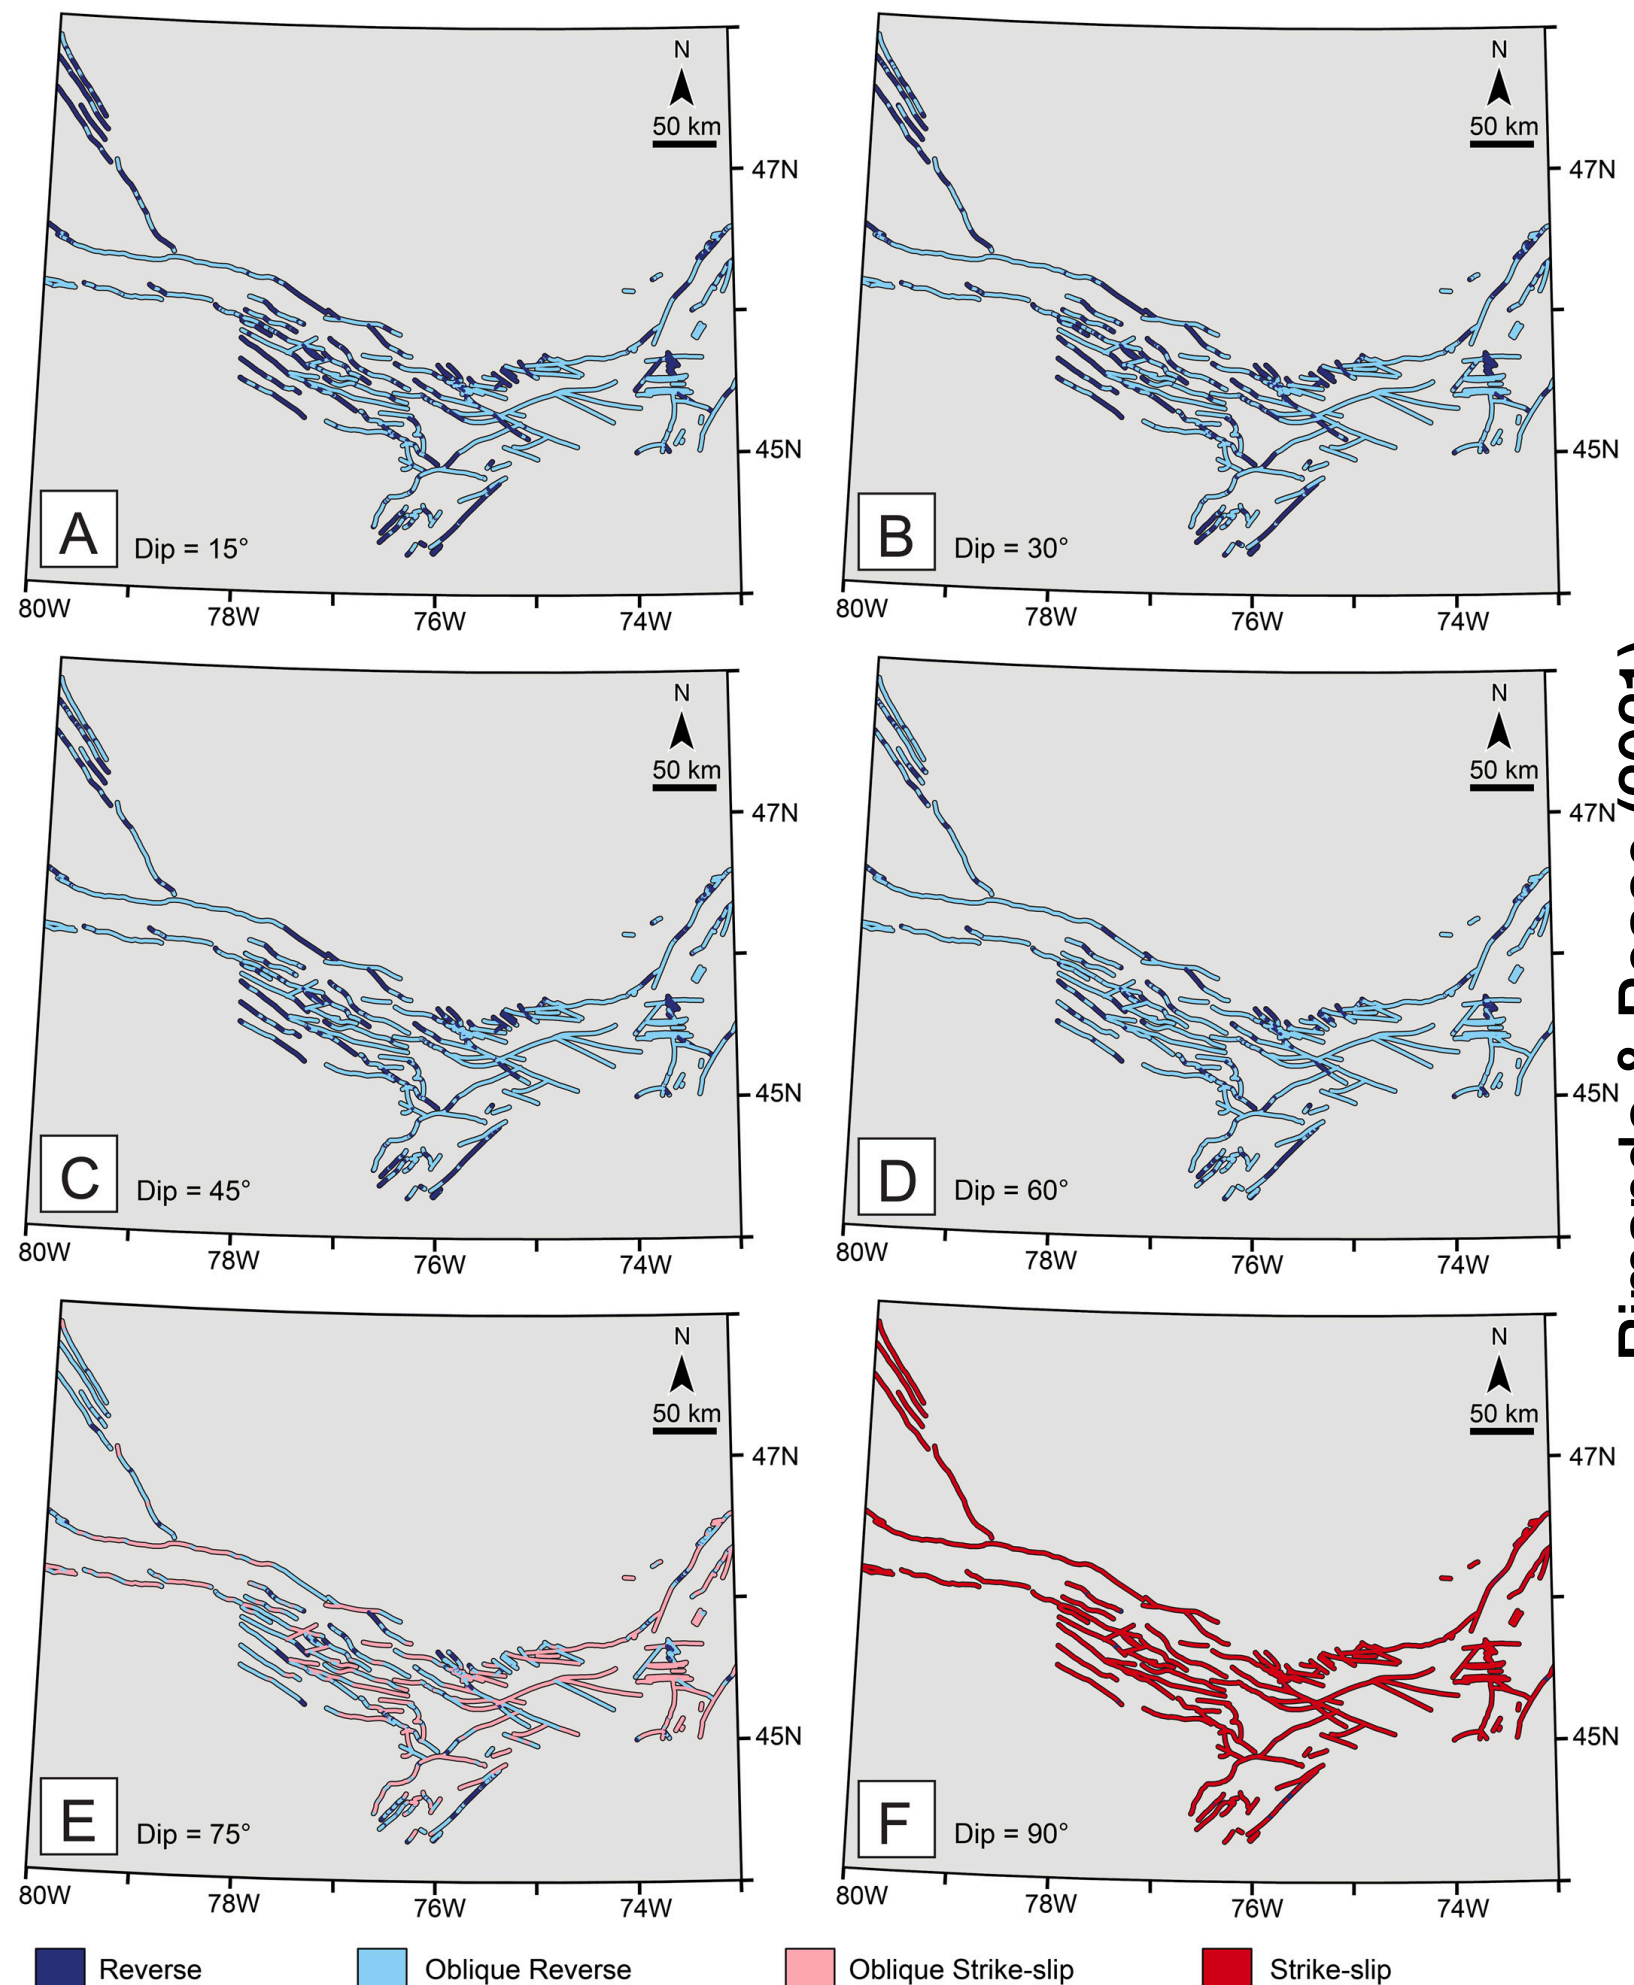 N
50 km
47N
45N
A
Dip = 15°
80W
78W
76W
74W
N
50 km
47N
45N
B
Dip = 30°
80W
78W
76W
74W
N
50 km
47N
45N
C
Dip = 45°
80W
78W
76W
74W
N
50 km
47N
45N
D
Dip = 60°
80W
78W
76W
74W
N
50 km
47N
45N
E
Dip = 75°
80W
78W
76W
74W
N
50 km
47N
45N
F
Dip = 90°
80W
78W
76W
74W
Reverse
Oblique Reverse
Oblique Strike-slip
Strike-slip